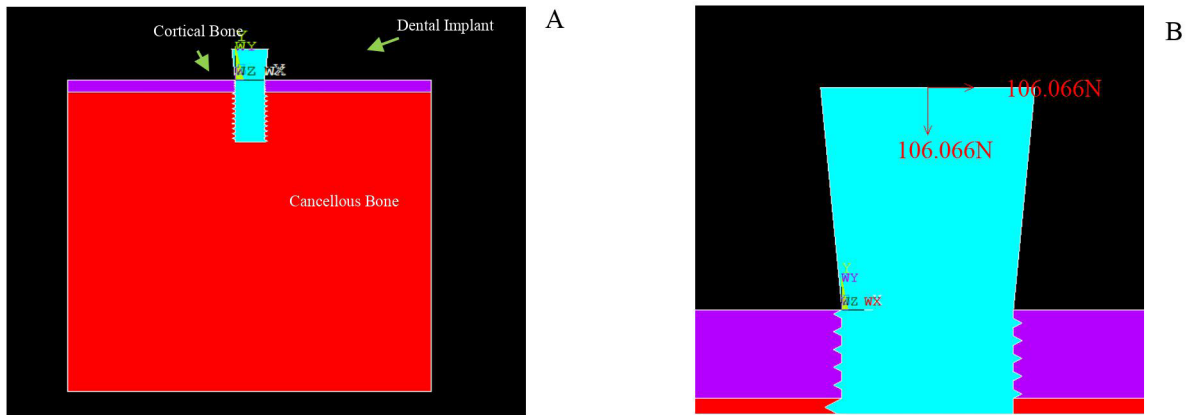 A
Cortical Bone
Dental Implant
Y
WY
WZ WX
Cancellous Bone
B
106.066N
106.066N
Y
WY
WZ WX